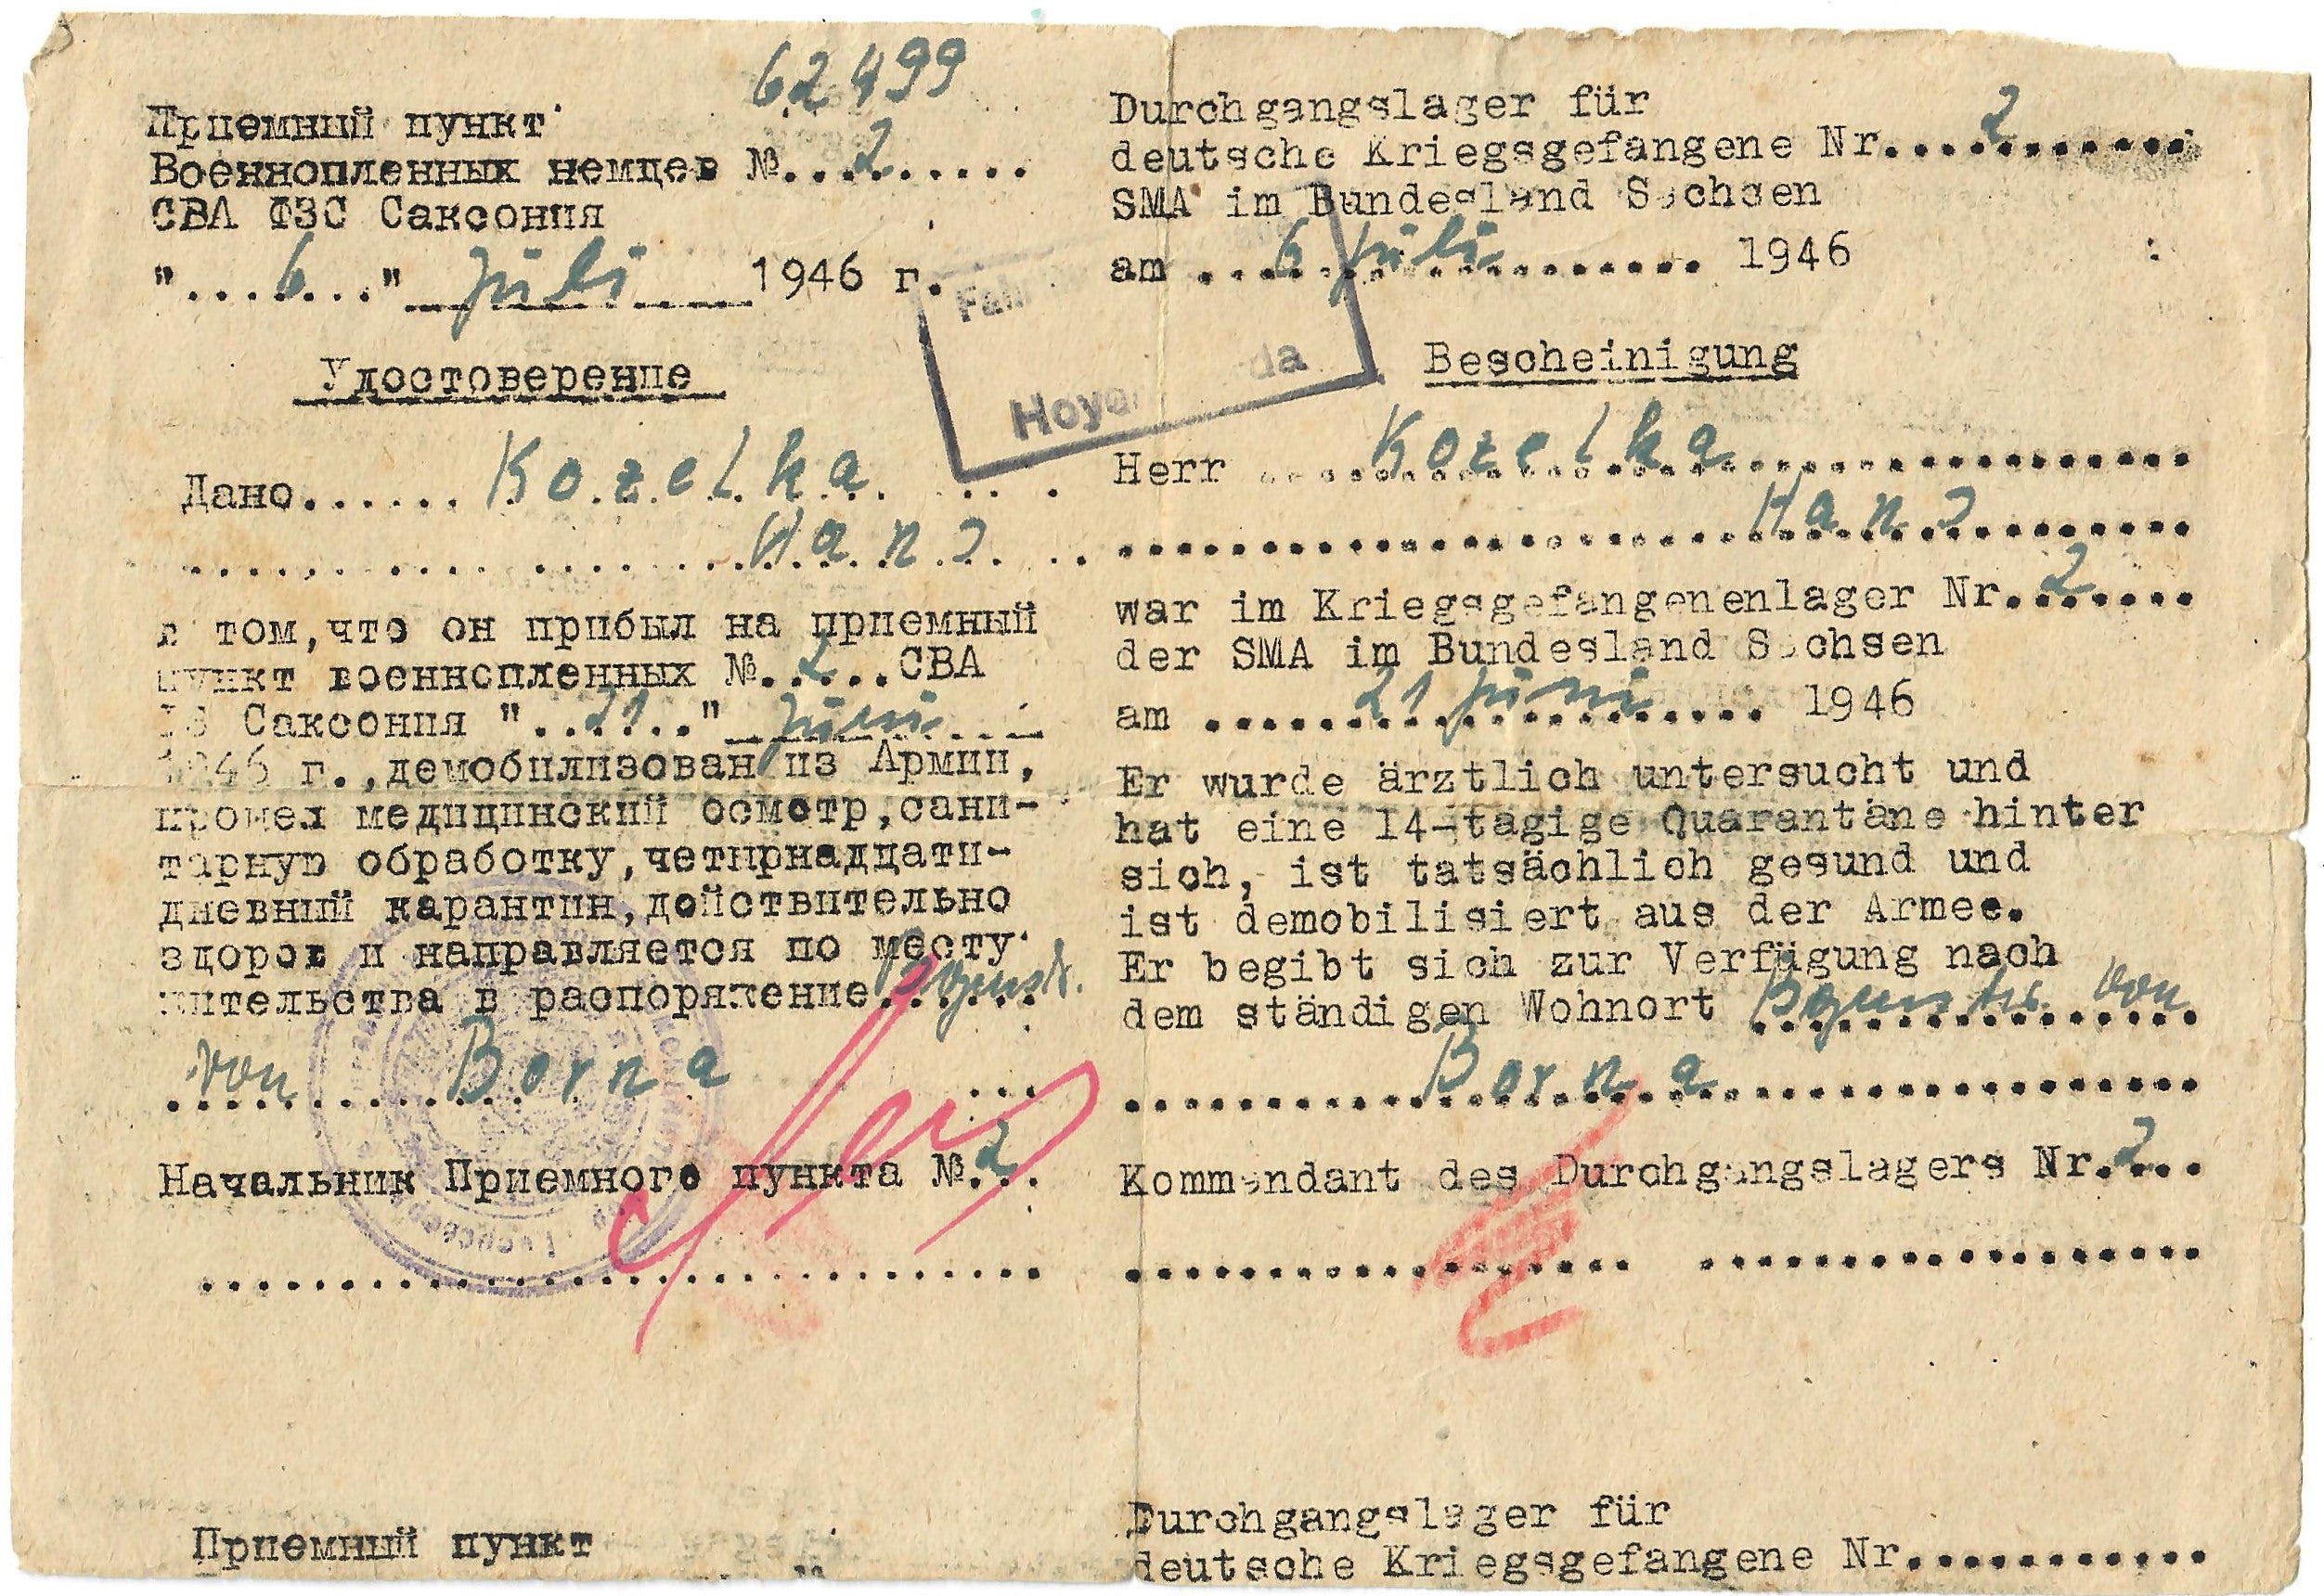 62499
Приемный пункт
Военнопленных немцев №...2......
СВА ФЗС Саксония
"...6..." Juli 1946 г.
Удостоверение
Дано...... Kozelka
Hans
в том,что он прибыл на приемный
пункт военнспленных №..2...СВА
Саксония "..21.." Juni
1946 г.,демобилизован из Армии,
прошел медицинский осмотр,сани-
тарную обработку,четырнадцати-
дневный карантин,действительно
здоров и направляется по месту
жительства в распоряжение......
von Borna
Начальник Приемного пункта №.2..
Приемный пункт
Hoy da
Durchgangslager für
deutsche Kriegsgefangene Nr....2.......
SMA im Bundesland Sachsen
am ...6 Juli......... 1946
Bescheinigung
Herr ....Kozelka................
Hans
war im Kriegsgefangenenlager Nr..2.....
der SMA im Bundesland Sachsen
am ......21 Juni...... 1946
Er wurde ärztlich untersucht und
hat eine 14-tägige Quarantäne hinter
sich, ist tatsächlich gesund und
ist demobilisiert aus der Armee.
Er begibt sich zur Verfügung nach
dem ständigen Wohnort von
Borna
Kommandant des Durchgangslagers Nr.2...
Durchgangslager für
deutsche Kriegsgefangene Nr...........